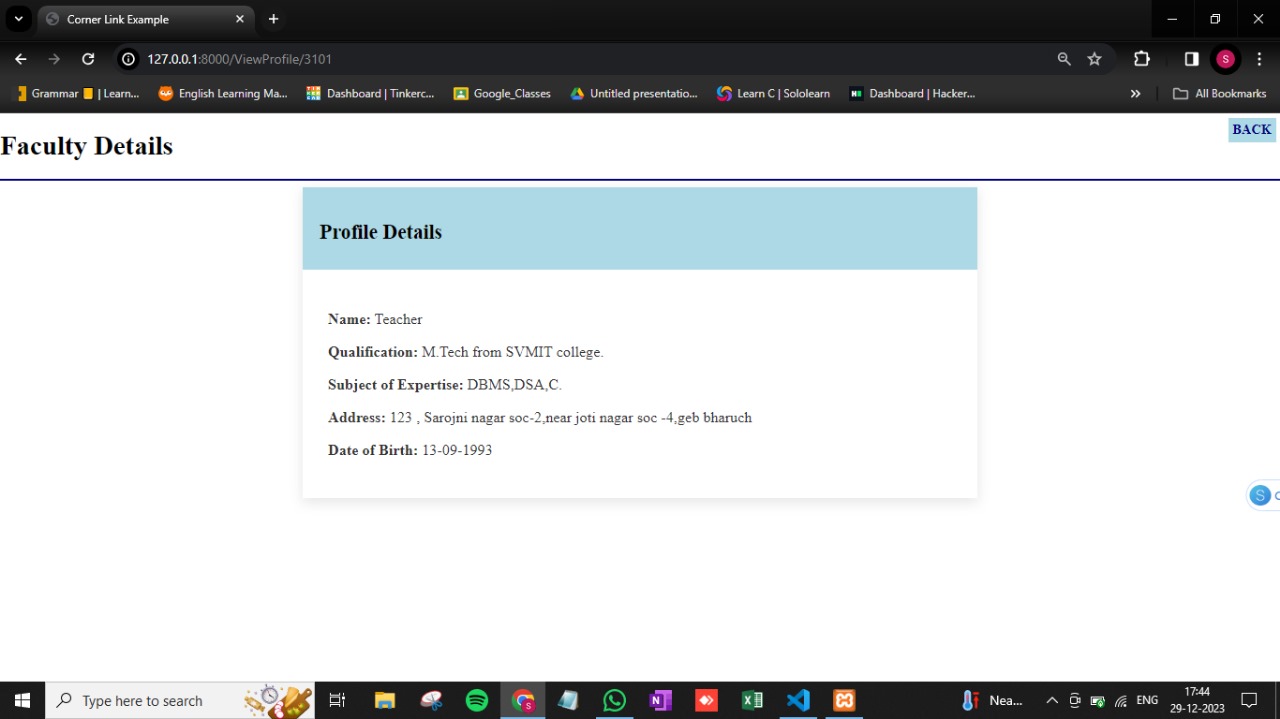 Corner Link Example
127.0.0.1:8000/ViewProfile/3101
S
Grammar | Learn...
English Learning Ma...
Dashboard | Tinkerc...
Google_Classes
Untitled presentatio...
Learn C | Sololearn
Dashboard | Hacker...
All Bookmarks
BACK
Faculty Details
Profile Details
Name: Teacher
Qualification: M.Tech from SVMIT college.
Subject of Expertise: DBMS,DSA,C.
Address: 123 , Sarojni nagar soc-2,near joti nagar soc -4,geb bharuch
Date of Birth: 13-09-1993
S
Type here to search
Nea...
ENG
17:44
29-12-2023